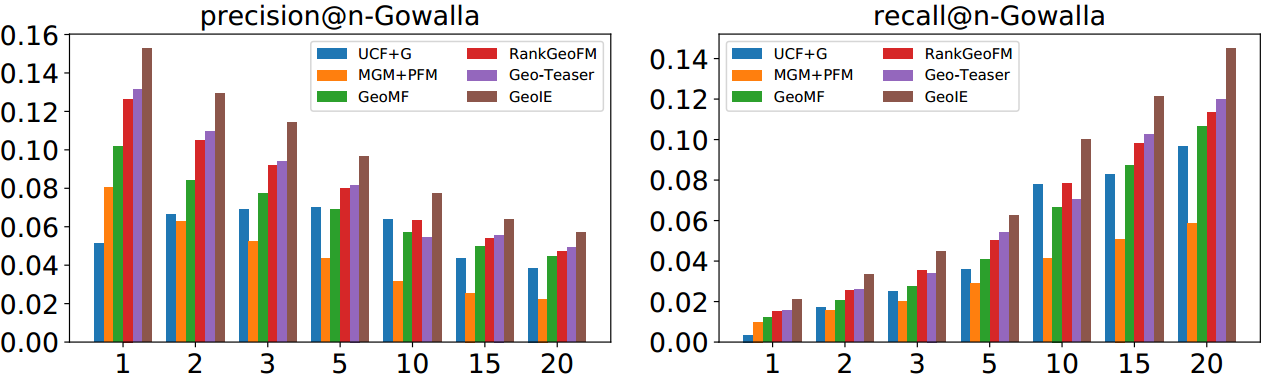 precision@n-Gowalla
0.16
0.14
0.12
0.10
0.08
0.06
0.04
0.02
0.00
UCF+G
MGM+PFM
GeoMF
RankGeoFM
Geo-Teaser
GeoIE
1 2 3 5 10 15 20
recall@n-Gowalla
0.14
0.12
0.10
0.08
0.06
0.04
0.02
0.00
UCF+G
MGM+PFM
GeoMF
RankGeoFM
Geo-Teaser
GeoIE
1 2 3 5 10 15 20